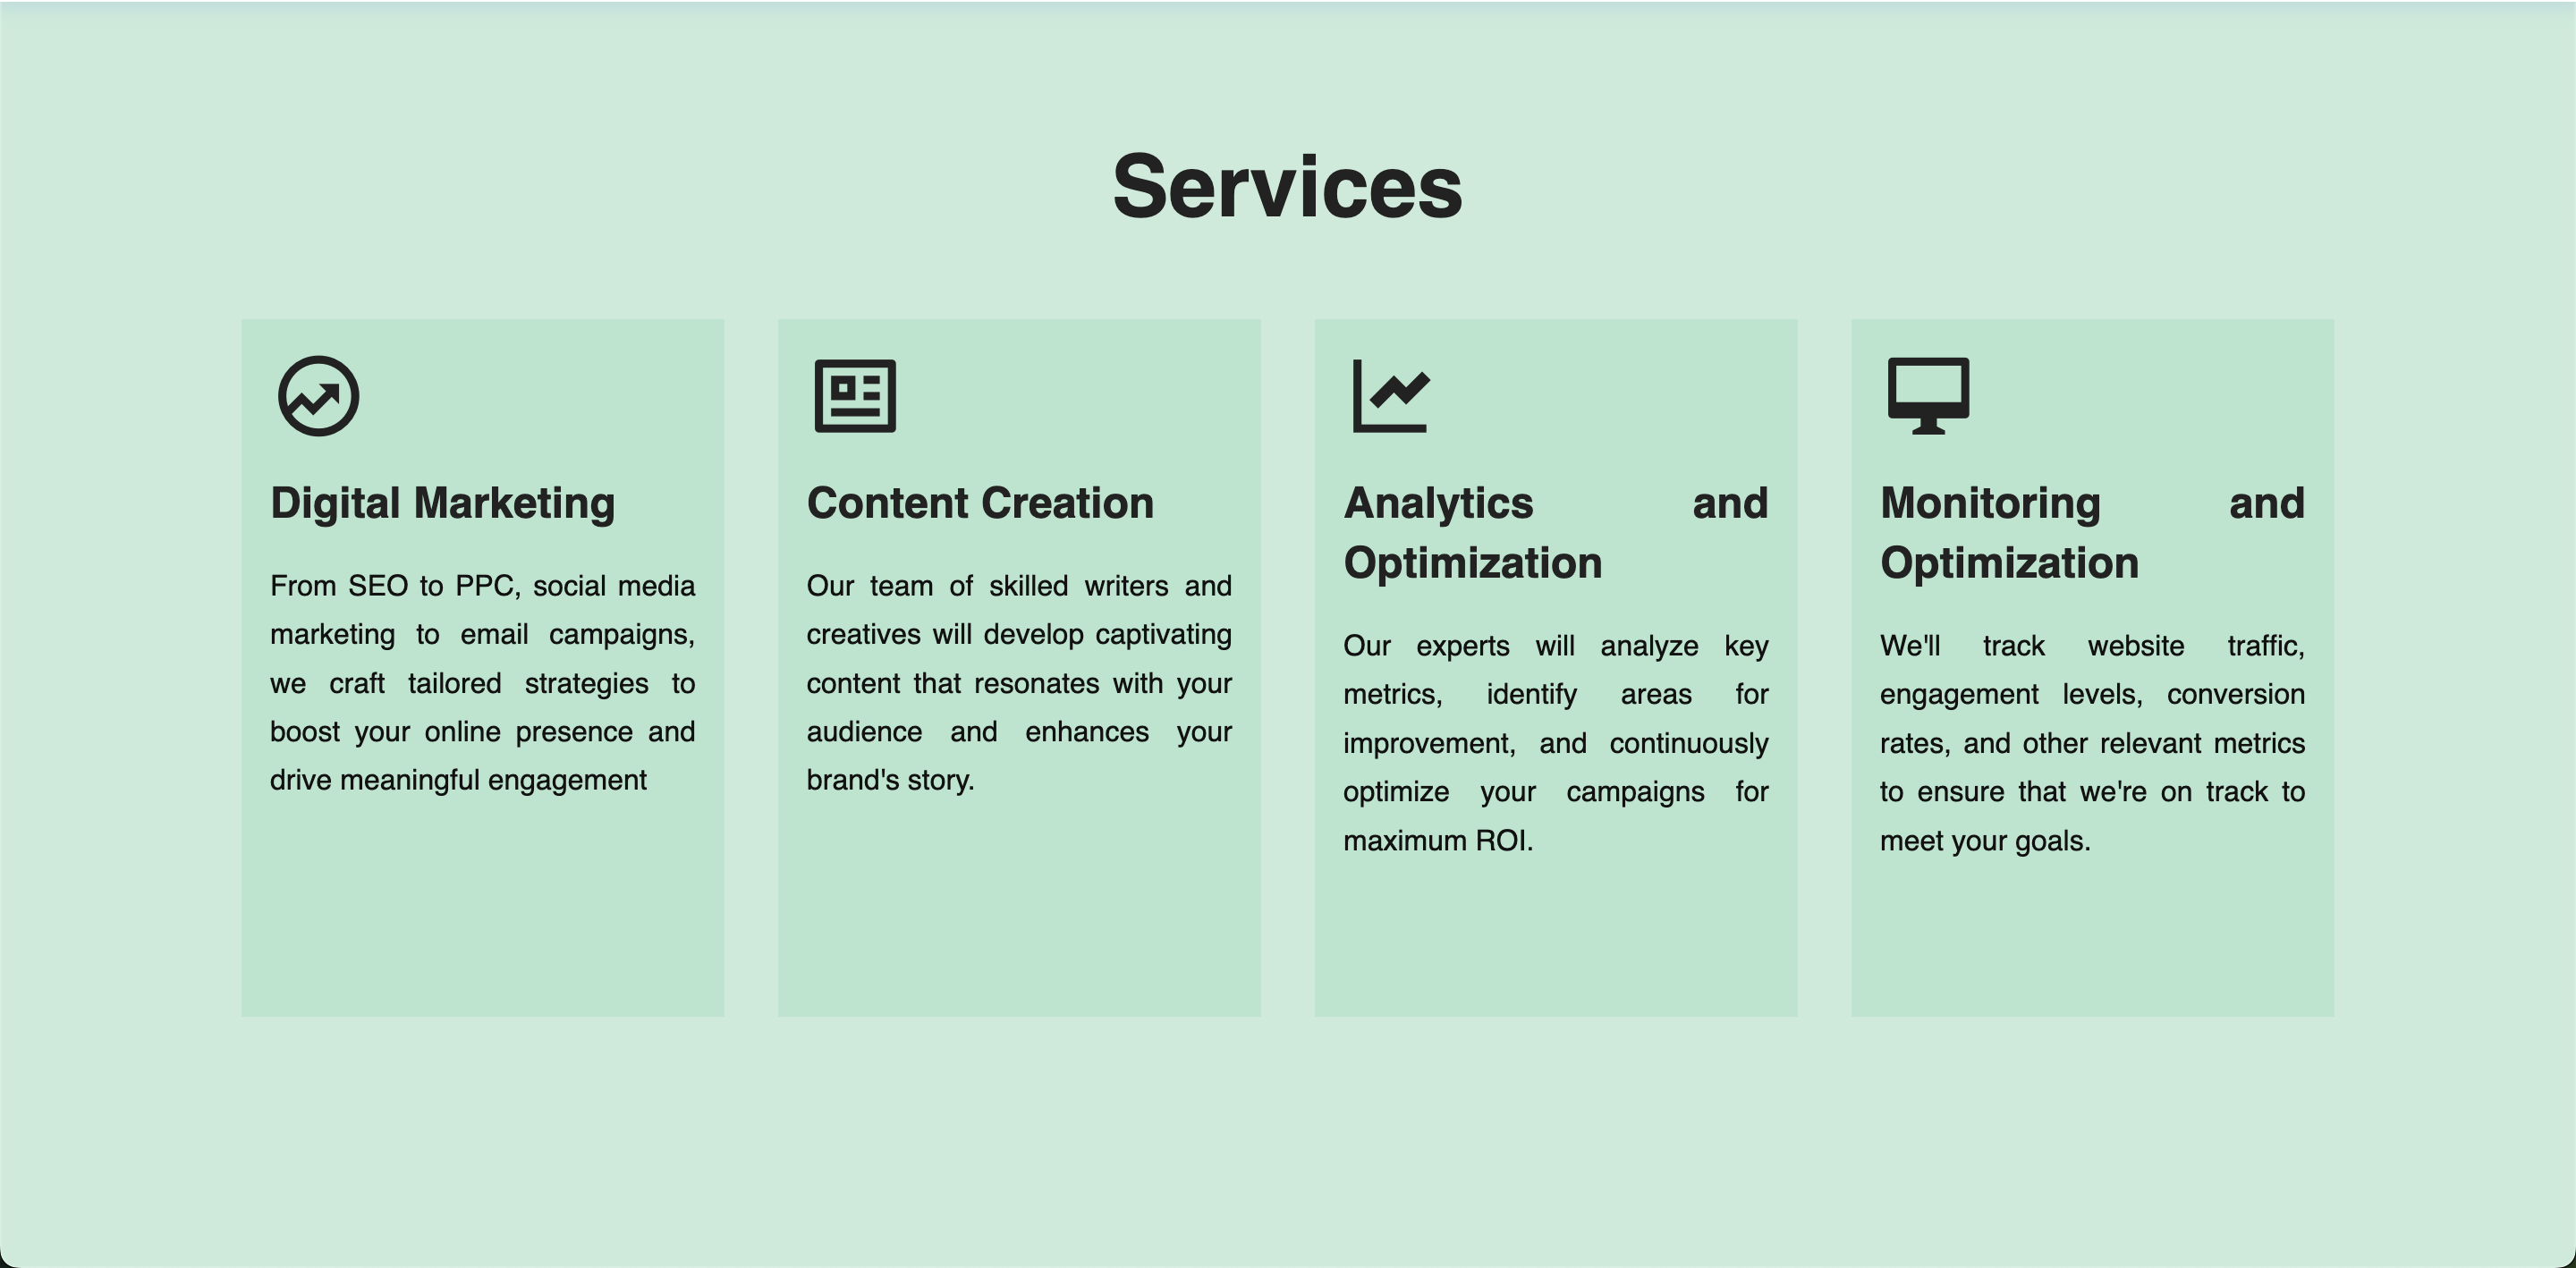 Services
Digital Marketing
From SEO to PPC, social media
marketing to email campaigns,
we craft tailored strategies to
boost your online presence and
drive meaningful engagement
Content Creation
Our team of skilled writers and
creatives will develop captivating
content that resonates with your
audience and enhances your
brand's story.
Analytics and
Optimization
Our experts will analyze key
metrics, identify areas for
improvement, and continuously
optimize your campaigns for
maximum ROI.
Monitoring and
Optimization
We'll track website traffic,
engagement levels, conversion
rates, and other relevant metrics
to ensure that we're on track to
meet your goals.